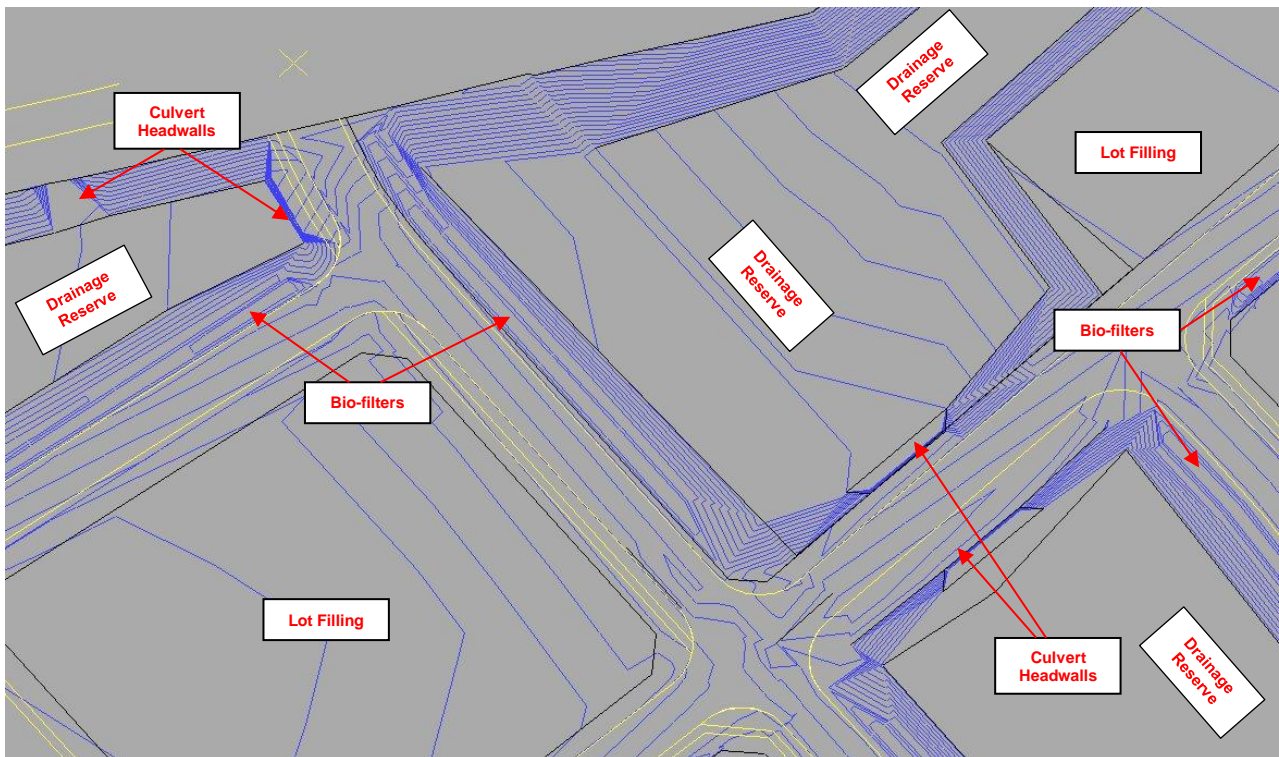 Drainage
Reserve
Culvert
Headwalls
Lot Filling
Drainage
Reserve
Drainage
Reserve
Bio-filters
Bio-filters
Lot Filling
Culvert
Headwalls
Drainage
Reserve